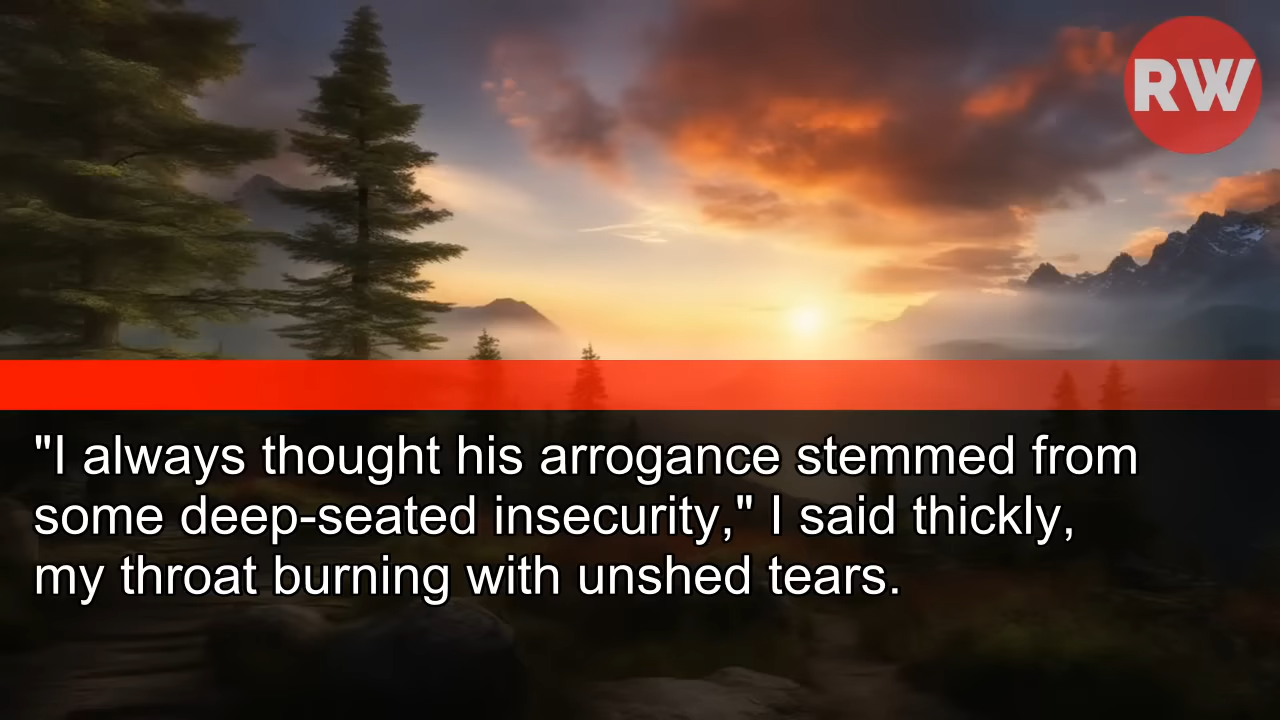 RW
"I always thought his arrogance stemmed from
some deep-seated insecurity," I said thickly,
my throat burning with unshed tears.